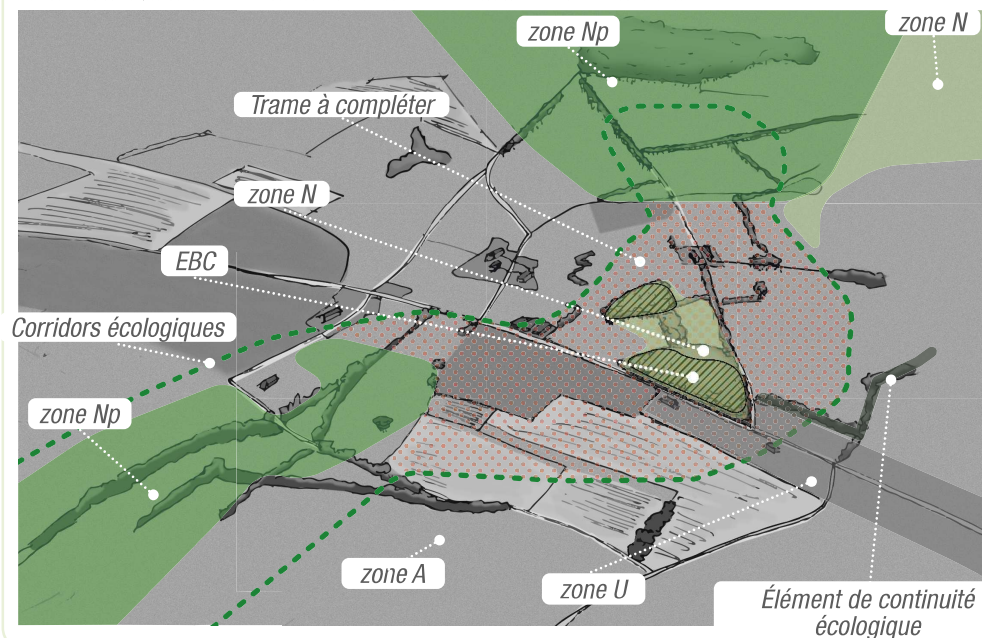 zone Np
zone N
Trame à compléter
zone N
EBC
Corridors écologiques
zone Np
zone A
zone U
Élément de continuité
écologique